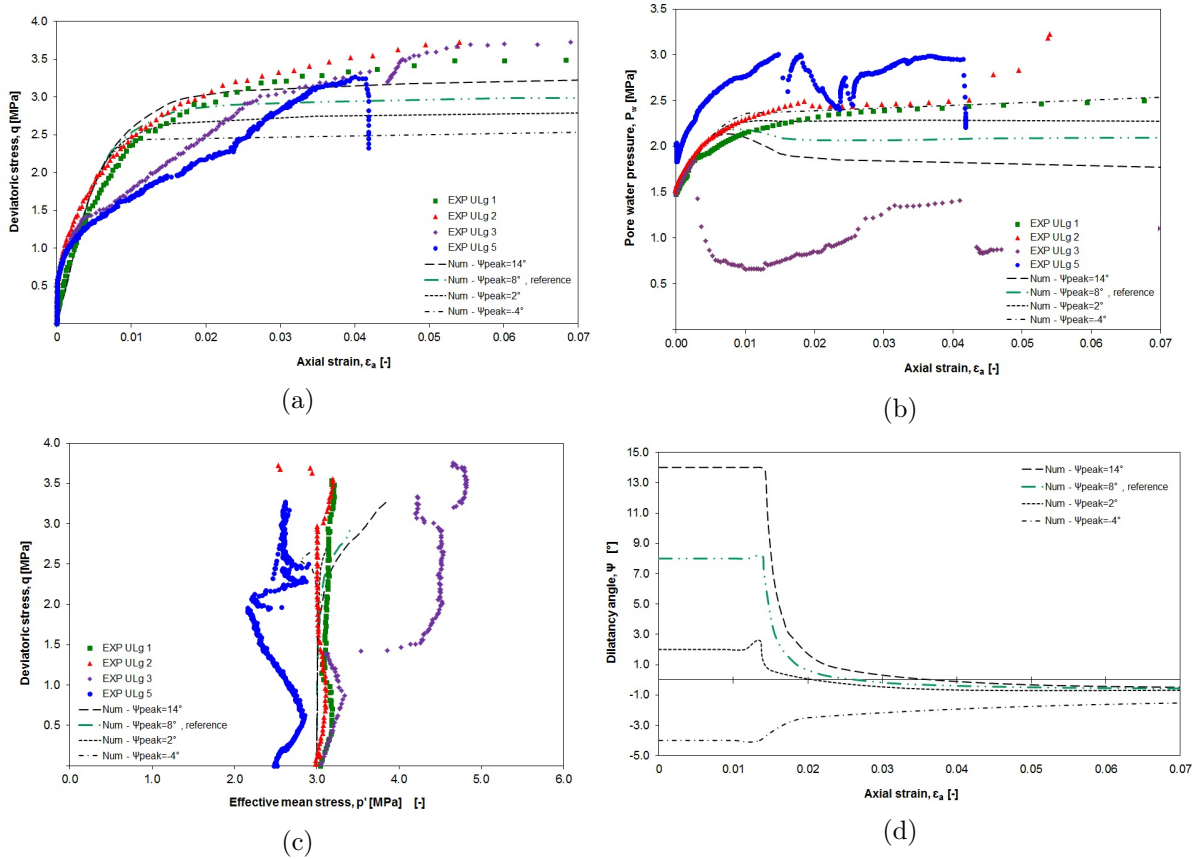 4.0
3.5
3.0
2.5
2.0
1.5
1.0
0.5
Deviatoric stress, q [MPa]
EXP ULg 1
EXP ULg 2
EXP ULg 3
EXP ULg 5
Num - Ψpeak=14°
Num - Ψpeak=8° , reference
Num - Ψpeak=2°
Num - Ψpeak=-4°
0.00 0.01 0.02 0.03 0.04 0.05 0.06 0.07
Axial strain, εa [-]
(a)
3.5
3.0
2.5
2.0
1.5
1.0
0.5
Pore water pressure, Pw [MPa]
EXP ULg 1
EXP ULg 2
EXP ULg 3
EXP ULg 5
Num - Ψpeak=14°
Num - Ψpeak=8° , reference
Num - Ψpeak=2°
Num - Ψpeak=-4°
0.00 0.01 0.02 0.03 0.04 0.05 0.06 0.07
Axial strain, εa [-]
(b)
4.0
3.5
3.0
2.5
2.0
1.5
1.0
0.5
Deviatoric stress, q [MPa]
EXP ULg 1
EXP ULg 2
EXP ULg 3
EXP ULg 5
Num - Ψpeak=14°
Num - Ψpeak=8° , reference
Num - Ψpeak=2°
Num - Ψpeak=-4°
0.0 1.0 2.0 3.0 4.0 5.0 6.0
Effective mean stress, p' [MPa] [-]
(c)
15.0
13.0
11.0
9.0
7.0
5.0
3.0
1.0
-1.0
-3.0
-5.0
Dilatancy angle, Ψ [°]
Num - Ψpeak=14°
Num - Ψpeak=8° , reference
Num - Ψpeak=2°
Num - Ψpeak=-4°
0 0.01 0.02 0.03 0.04 0.05 0.06 0.07
Axial strain, εa [-]
(d)